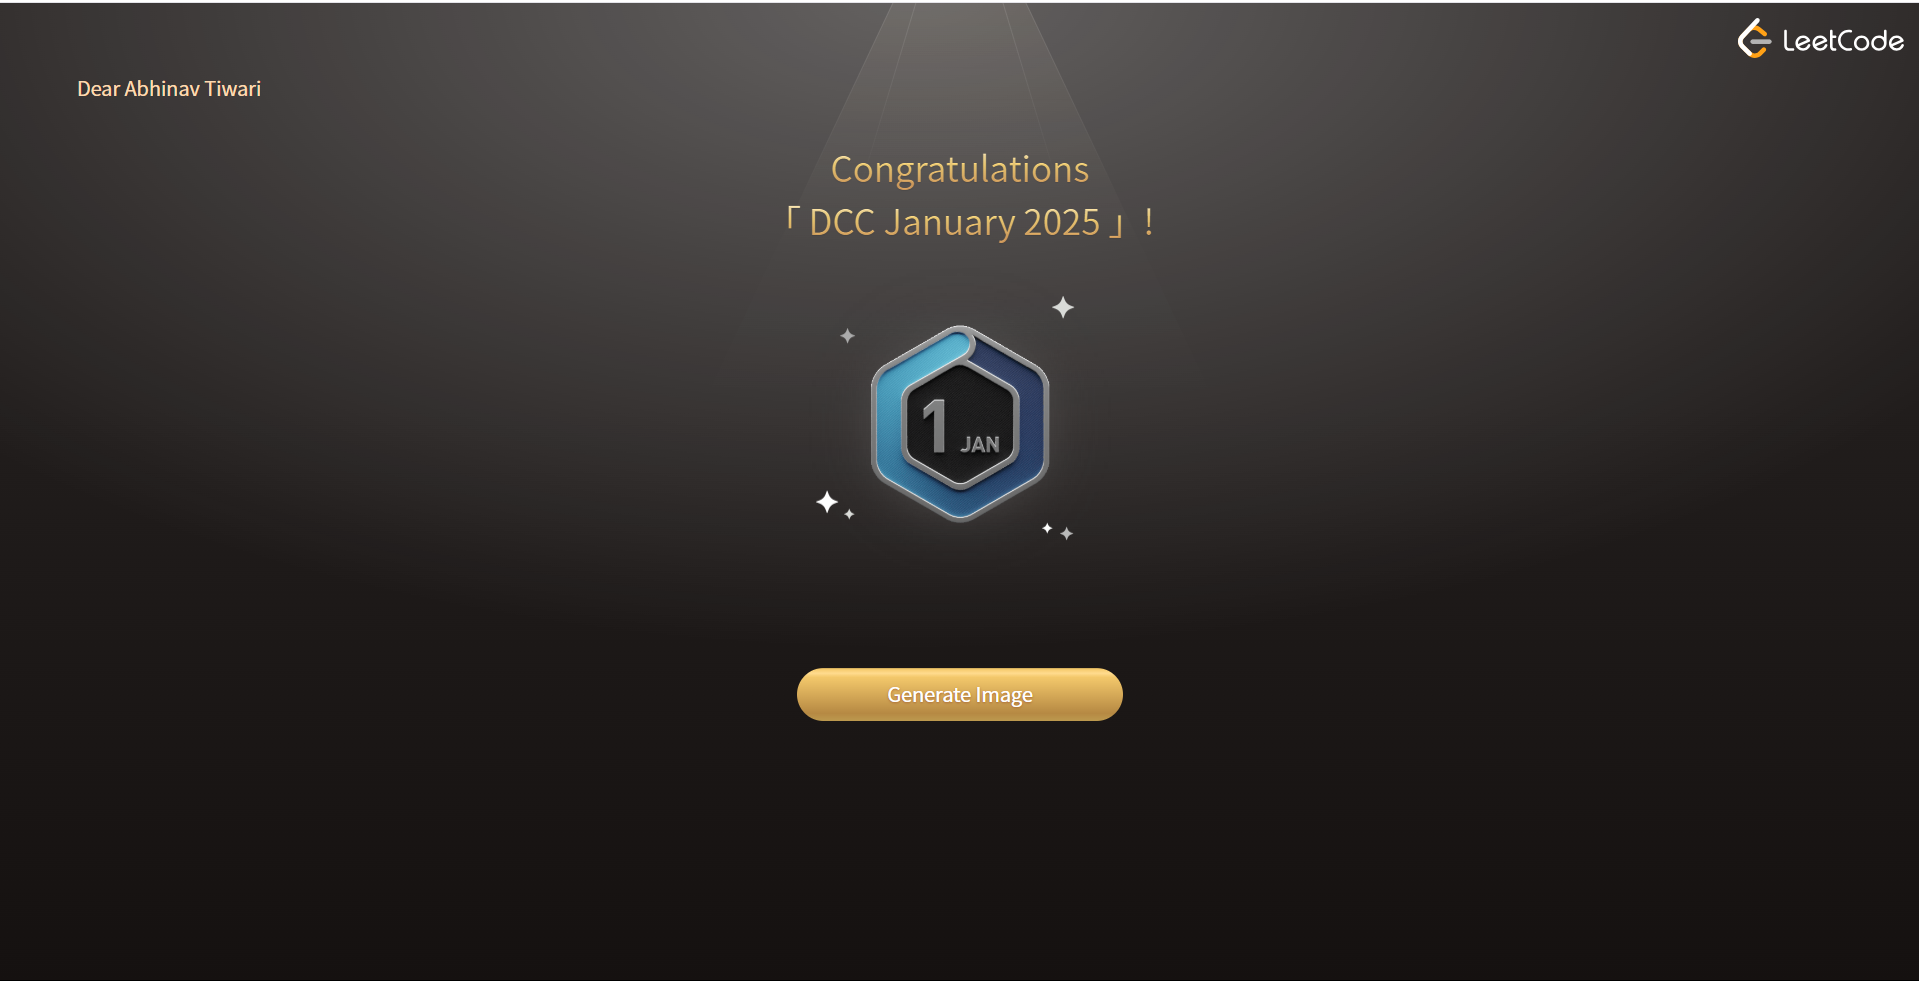 LeetCode
Dear Abhinav Tiwari
Congratulations
「 DCC January 2025 」 !
1 JAN
Generate Image